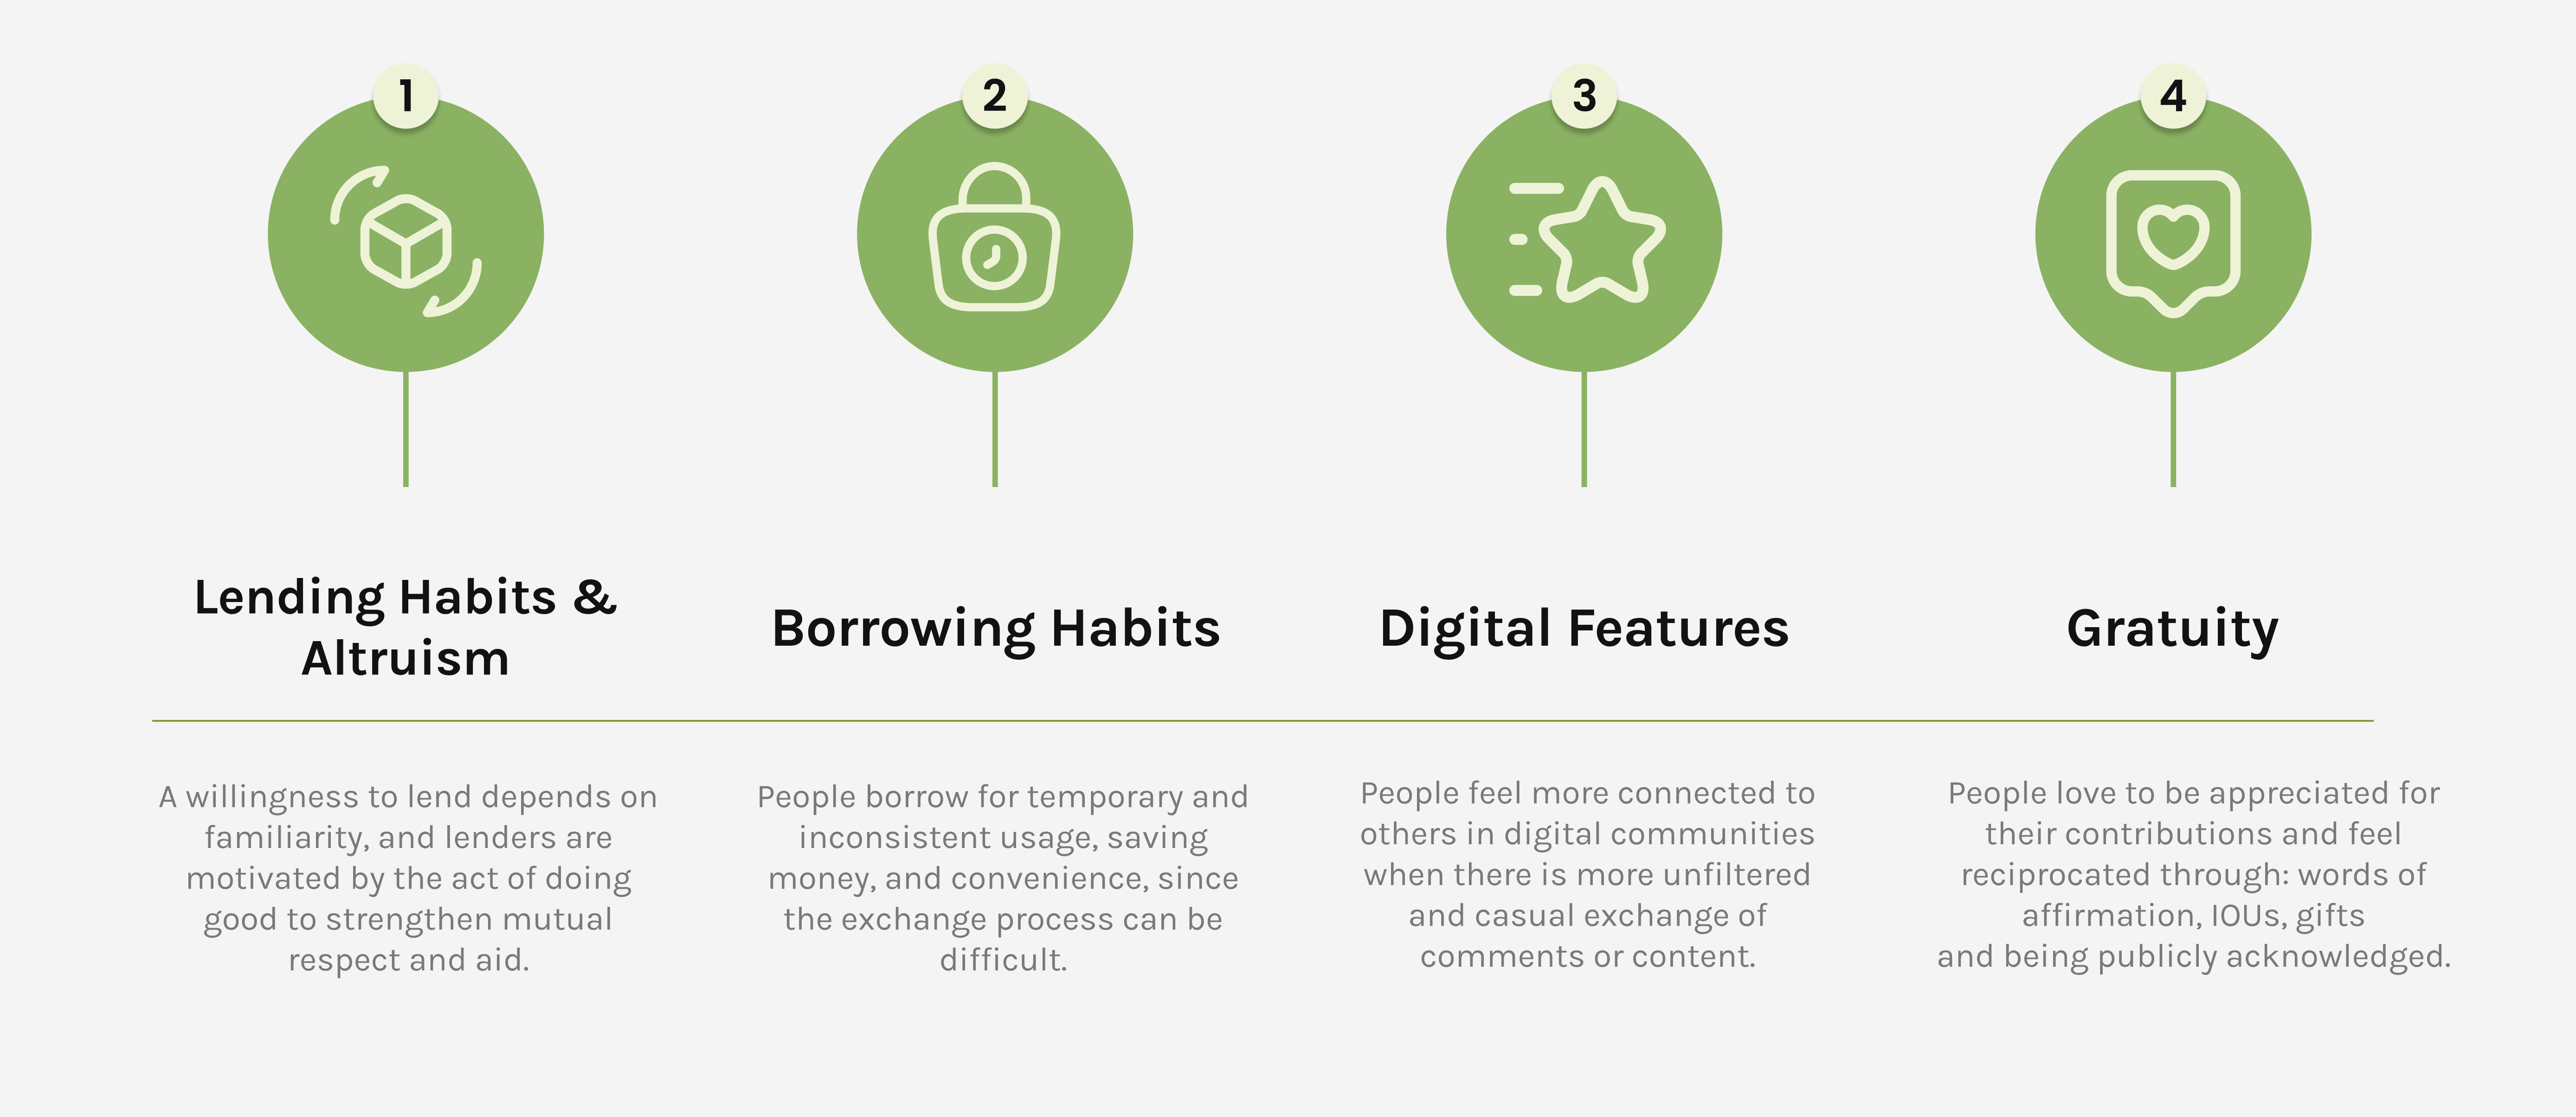 1
Lending Habits &
Altruism
A willingness to lend depends on
familiarity, and lenders are
motivated by the act of doing
good to strengthen mutual
respect and aid.
2
Borrowing Habits
People borrow for temporary and
inconsistent usage, saving
money, and convenience, since
the exchange process can be
difficult.
3
Digital Features
People feel more connected to
others in digital communities
when there is more unfiltered
and casual exchange of
comments or content.
4
Gratuity
People love to be appreciated for
their contributions and feel
reciprocated through: words of
affirmation, IOUs, gifts
and being publicly acknowledged.